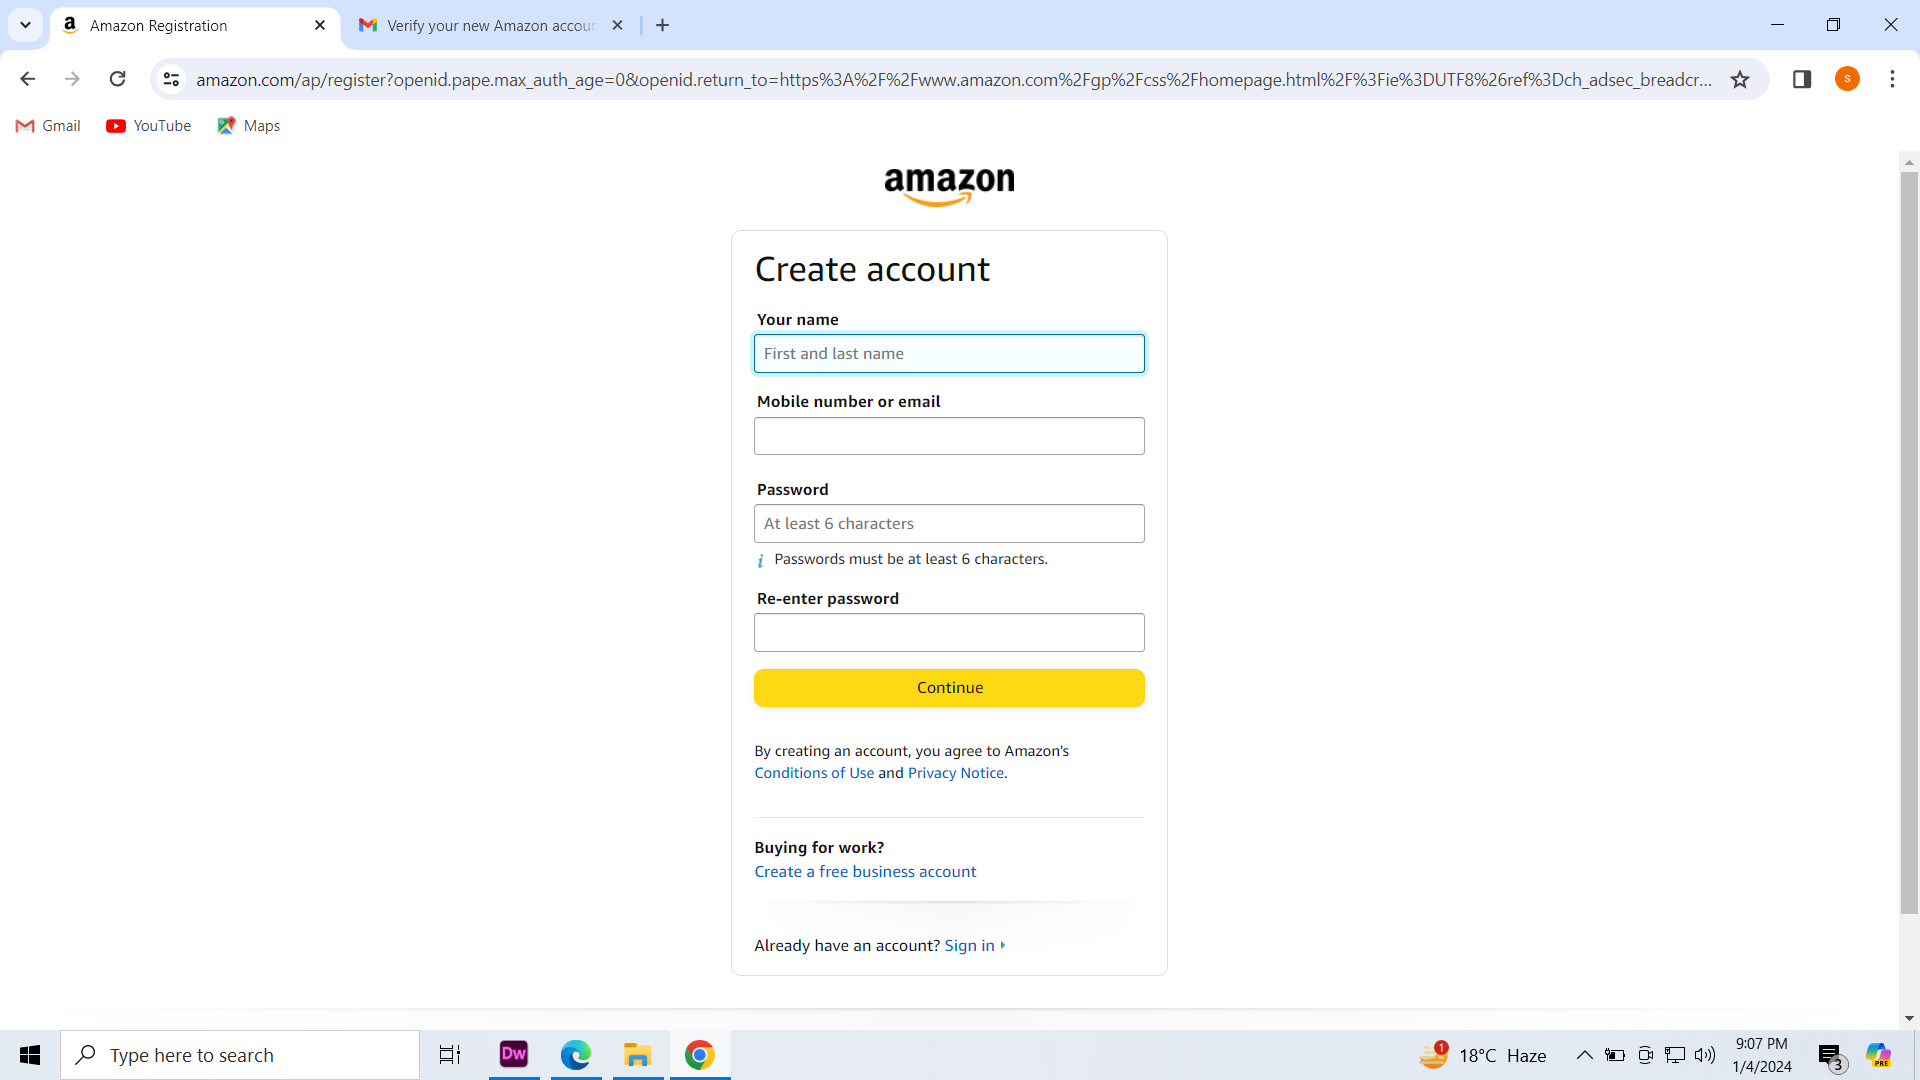 Amazon Registration
Verify your new Amazon accour
amazon.com/ap/register?openid.pape.max_auth_age=0&openid.return_to=https%3A%2F%2Fwww.amazon.com%2Fgp%2Fcss%2Fhomepage.html%2F%3Fie%3DUTF8%26ref%3Dch_adsec_breadcr...
S
Gmail
YouTube
Maps
amazon
Create account
Your name
First and last name
Mobile number or email
Password
At least 6 characters
i Passwords must be at least 6 characters.
Re-enter password
Continue
By creating an account, you agree to Amazon's
Conditions of Use and Privacy Notice.
Buying for work?
Create a free business account
Already have an account? Sign in
Type here to search
Dw
1
18°C Haze
9:07 PM
1/4/2024
3
PRE